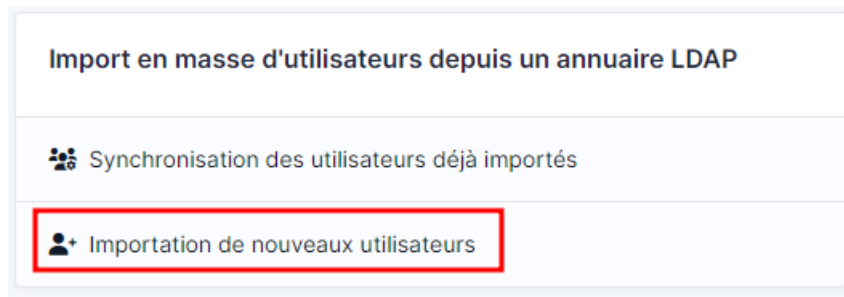 Import en masse d'utilisateurs depuis un annuaire LDAP
Synchronisation des utilisateurs déjà importés
Importation de nouveaux utilisateurs